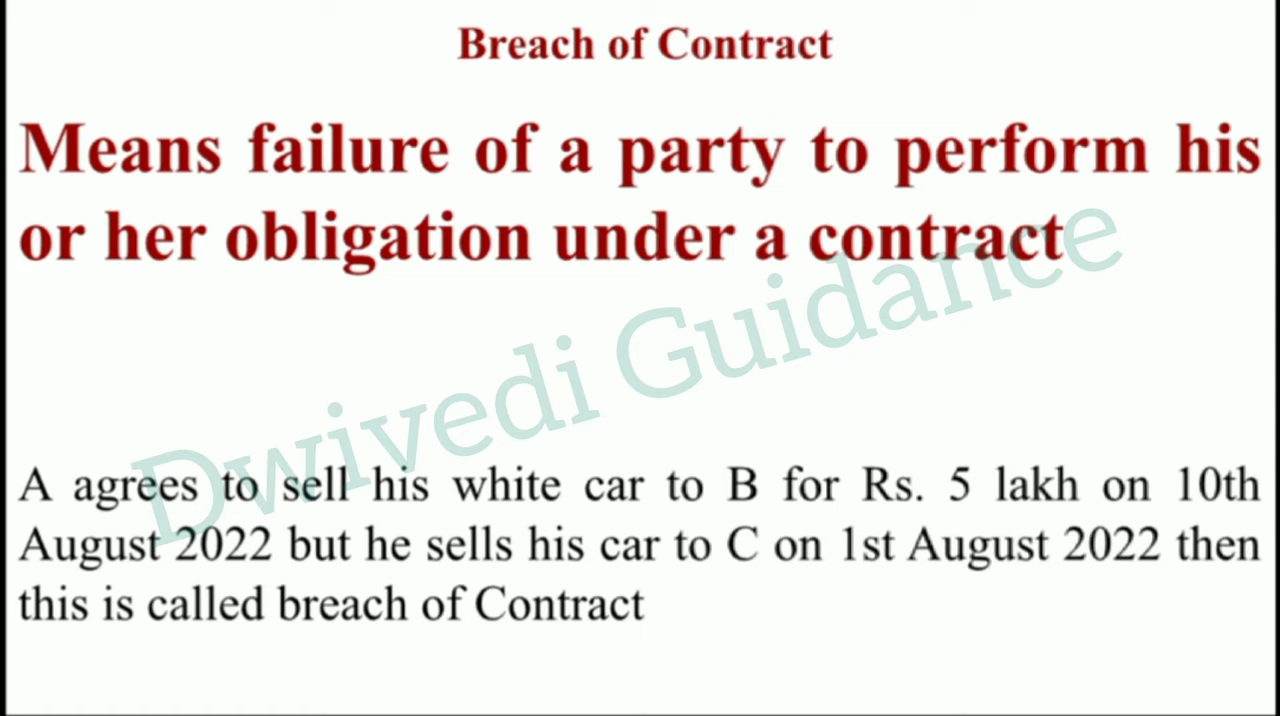 Breach of Contract
Means failure of a party to perform his
or her obligation under a contract
Dwivedi Guidance
A agrees to sell his white car to B for Rs. 5 lakh on 10th
August 2022 but he sells his car to C on 1st August 2022 then
this is called breach of Contract